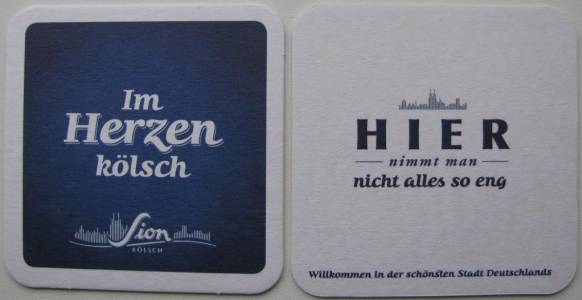 Im
Herzen
kölsch
Sion
KÖLSCH
HIER
nimmt man
nicht alles so eng
Willkommen in der schönsten Stadt Deutschlands